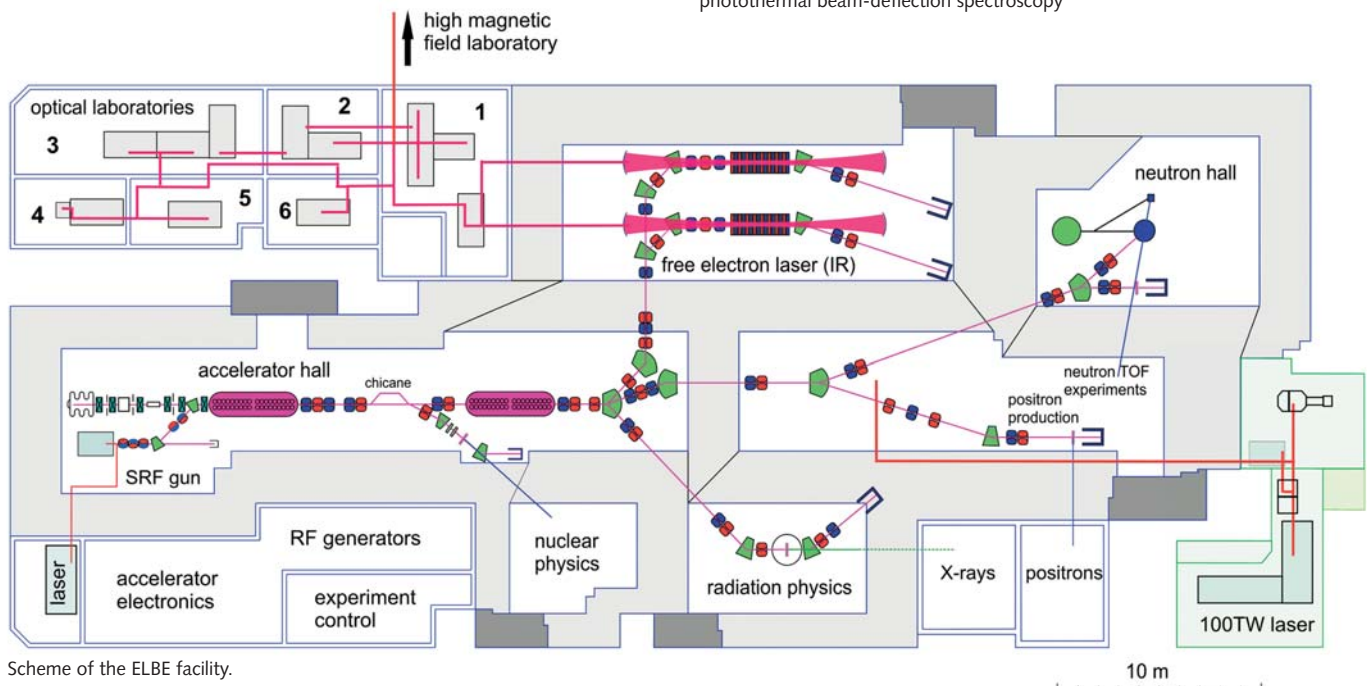 photothermal beam-deflection spectroscopy
high magnetic
field laboratory
optical laboratories
3
2
1
4
5
6
free electron laser (IR)
neutron hall
accelerator hall
chicane
SRF gun
neutron TOF
experiments
positron
production
laser
accelerator
electronics
RF generators
experiment
control
nuclear
physics
radiation physics
X-rays
positrons
100TW laser
Scheme of the ELBE facility.
10 m